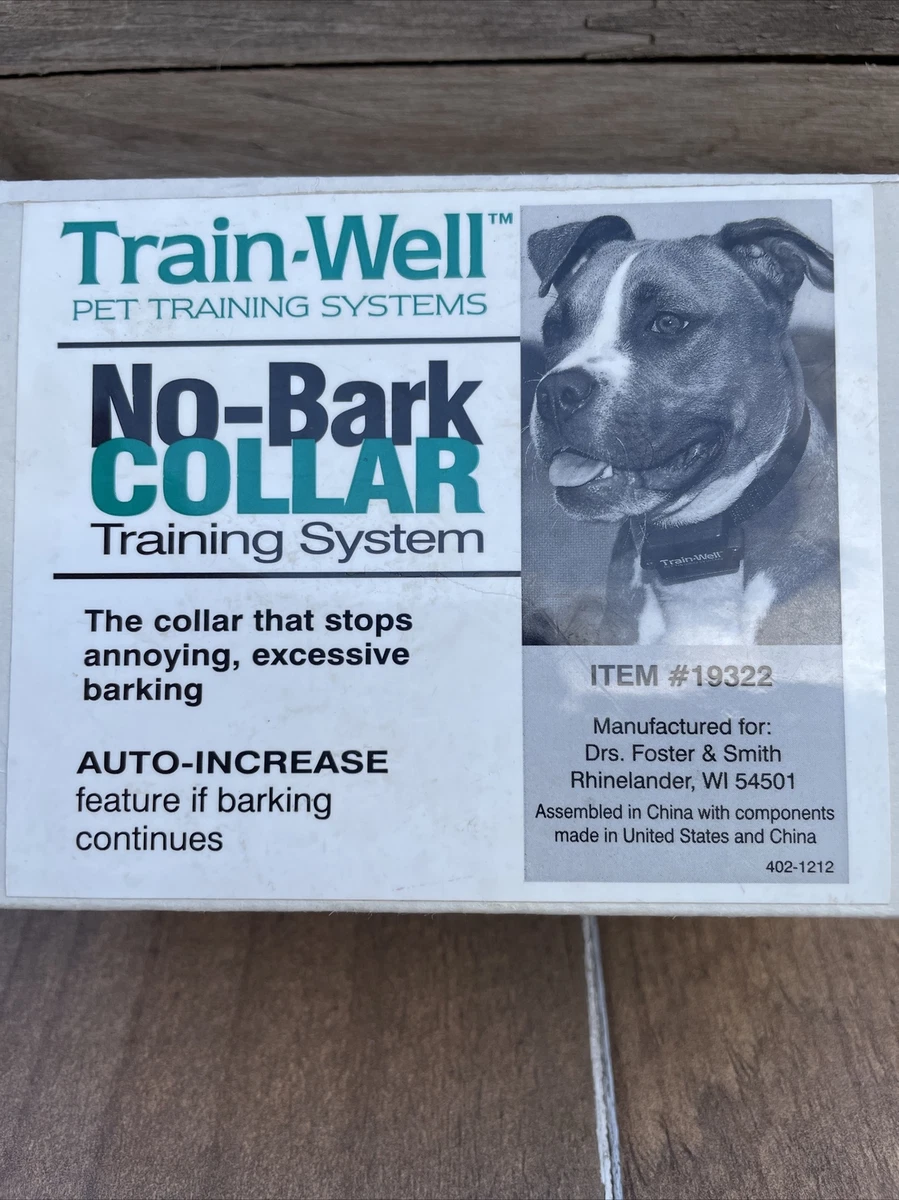 Train-Well™
PET TRAINING SYSTEMS
No-Bark
COLLAR
Training System
The collar that stops
annoying, excessive
barking
AUTO-INCREASE
feature if barking
continues
Train-Well™
ITEM #19322
Manufactured for:
Drs. Foster & Smith
Rhinelander, WI 54501
Assembled in China with components
made in United States and China
402-1212